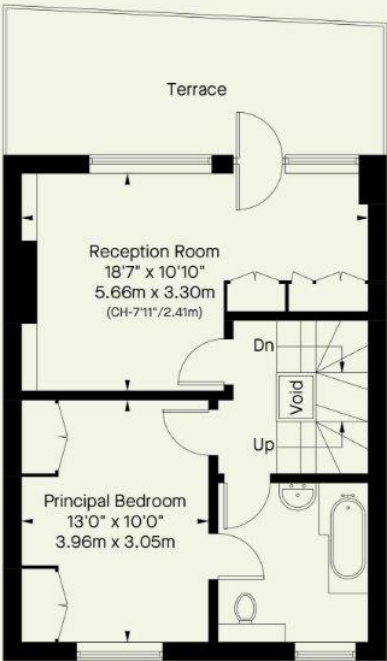 Terrace
Reception Room
18'7" x 10'10"
5.66m x 3.30m
(CH-7'11"/2.41m)
Dn
Void
Up
Principal Bedroom
13'0" x 10'0"
3.96m x 3.05m